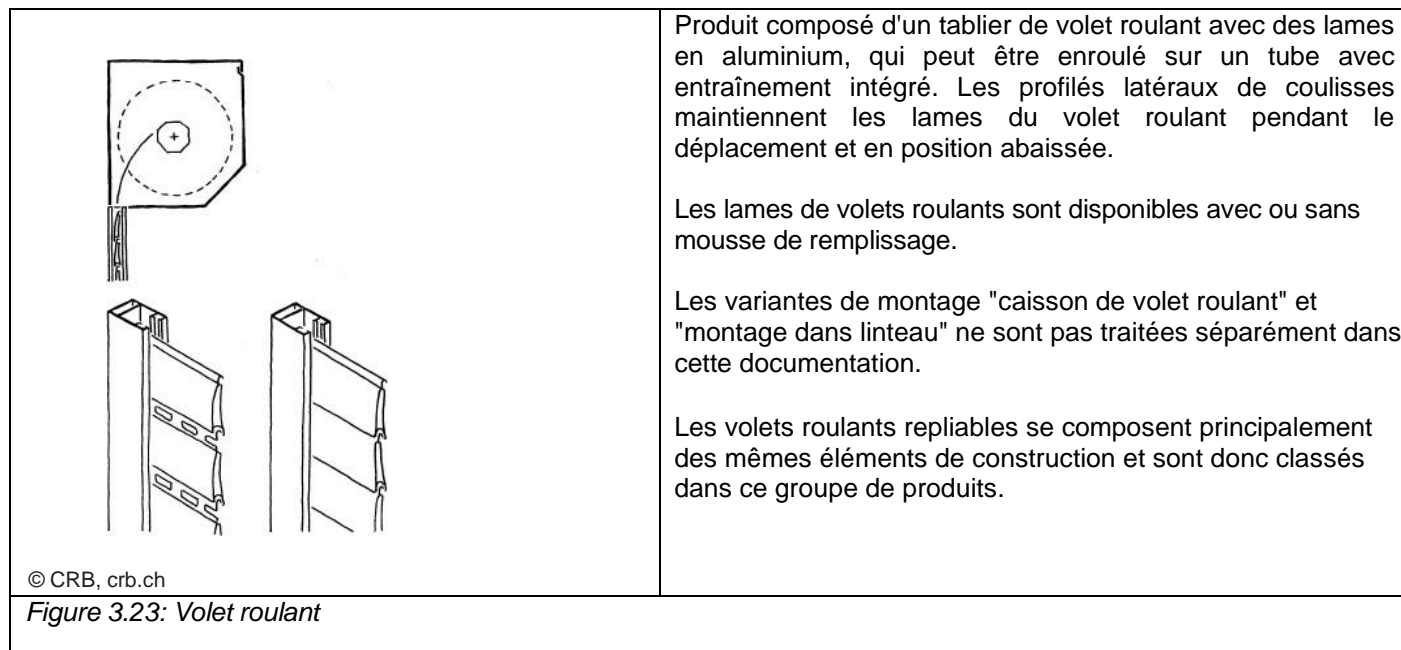 Produit composé d'un tablier de volet roulant avec des lames
en aluminium, qui peut être enroulé sur un tube avec
entraînement intégré. Les profilés latéraux de coulisses
maintiennent les lames du volet roulant pendant le
déplacement et en position abaissée.
Les lames de volets roulants sont disponibles avec ou sans
mousse de remplissage.
Les variantes de montage "caisson de volet roulant" et
"montage dans linteau" ne sont pas traitées séparément dans
cette documentation.
Les volets roulants repliables se composent principalement
des mêmes éléments de construction et sont donc classés
dans ce groupe de produits.
© CRB, crb.ch
Figure 3.23: Volet roulant